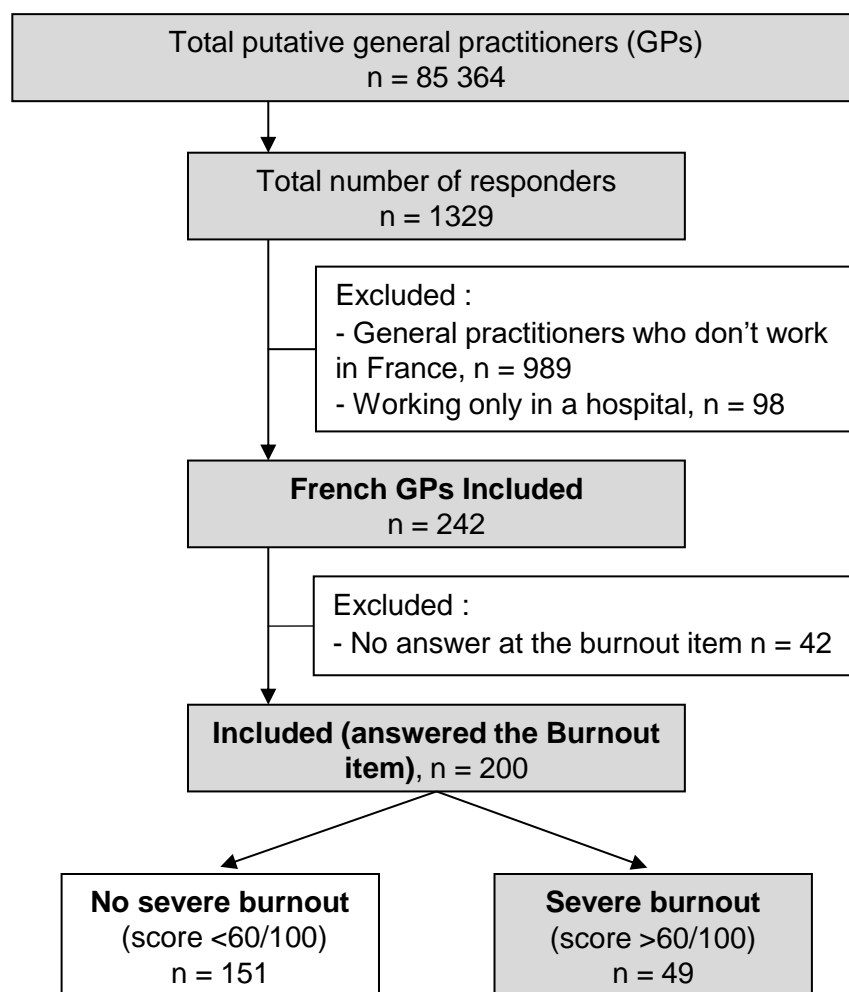 Total putative general practitioners (GPs)
n = 85 364
Total number of responders
n = 1329
Excluded :
- General practitioners who don’t work
in France, n = 989
- Working only in a hospital, n = 98
French GPs Included
n = 242
Excluded :
- No answer at the burnout item n = 42
Included (answered the Burnout
item), n = 200
No severe burnout
(score <60/100)
n = 151
Severe burnout
(score >60/100)
n = 49